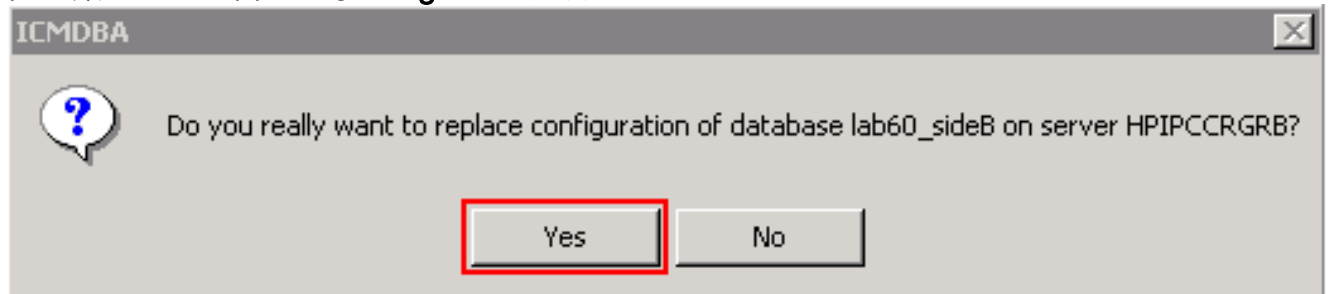 ICMDBA
Do you really want to replace configuration of database lab60_sideB on server HPIPCCRGRB?
Yes
No